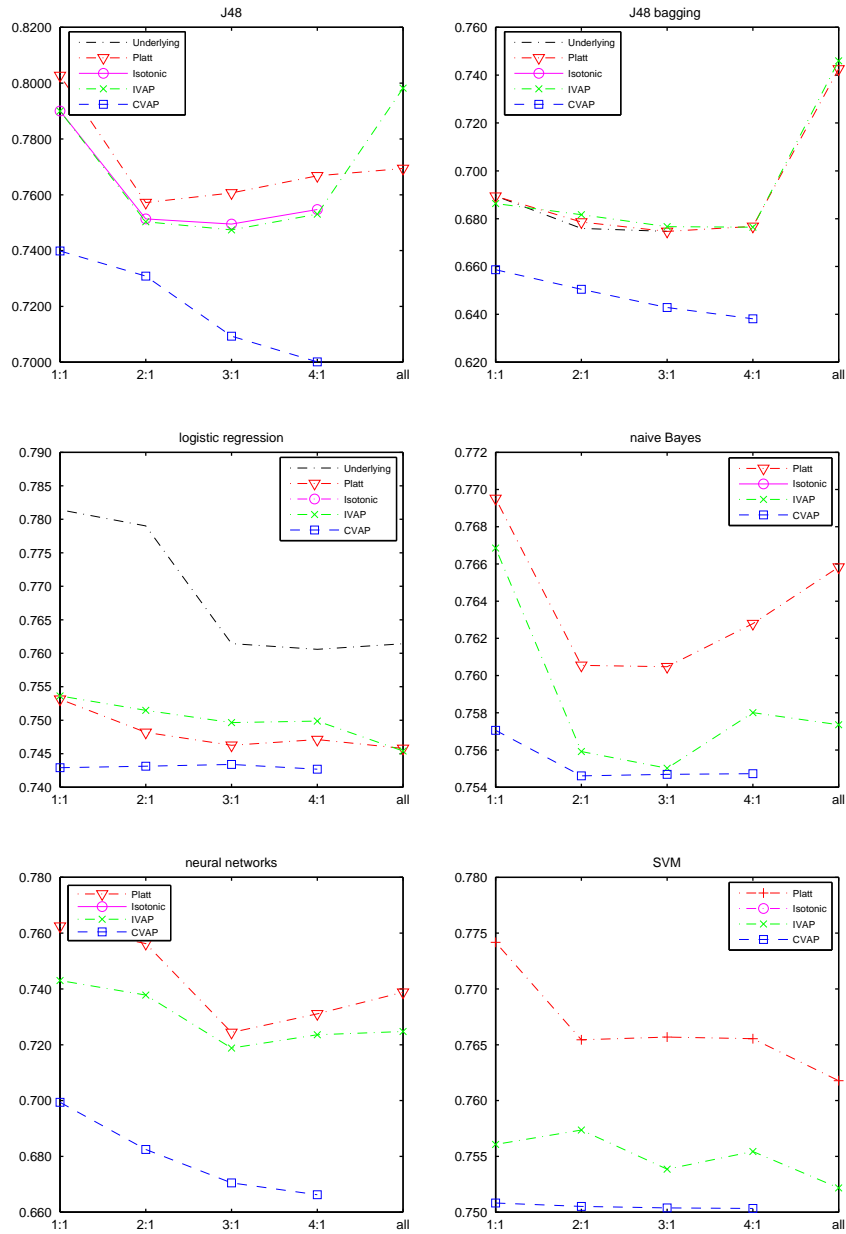 J48
0.8200
0.8000
0.7800
0.7600
0.7400
0.7200
0.7000
1:1 2:1 3:1 4:1 all
Underlying
Platt
Isotonic
IVAP
CVAP
J48 bagging
0.760
0.740
0.720
0.700
0.680
0.660
0.640
0.620
1:1 2:1 3:1 4:1 all
Underlying
Platt
Isotonic
IVAP
CVAP
logistic regression
0.790
0.785
0.780
0.775
0.770
0.765
0.760
0.755
0.750
0.745
0.740
1:1 2:1 3:1 4:1 all
Underlying
Platt
Isotonic
IVAP
CVAP
naive Bayes
0.772
0.770
0.768
0.766
0.764
0.762
0.760
0.758
0.756
0.754
1:1 2:1 3:1 4:1 all
Platt
Isotonic
IVAP
CVAP
neural networks
0.780
0.760
0.740
0.720
0.700
0.680
0.660
1:1 2:1 3:1 4:1 all
Platt
Isotonic
IVAP
CVAP
SVM
0.780
0.775
0.770
0.765
0.760
0.755
0.750
1:1 2:1 3:1 4:1 all
Platt
Isotonic
IVAP
CVAP